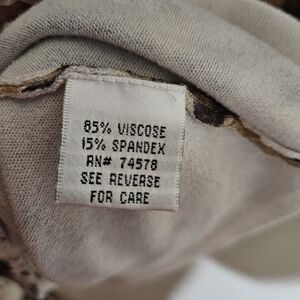 85% VISCOSE
15% SPANDEX
RN# 74578
SEE REVERSE
FOR CARE